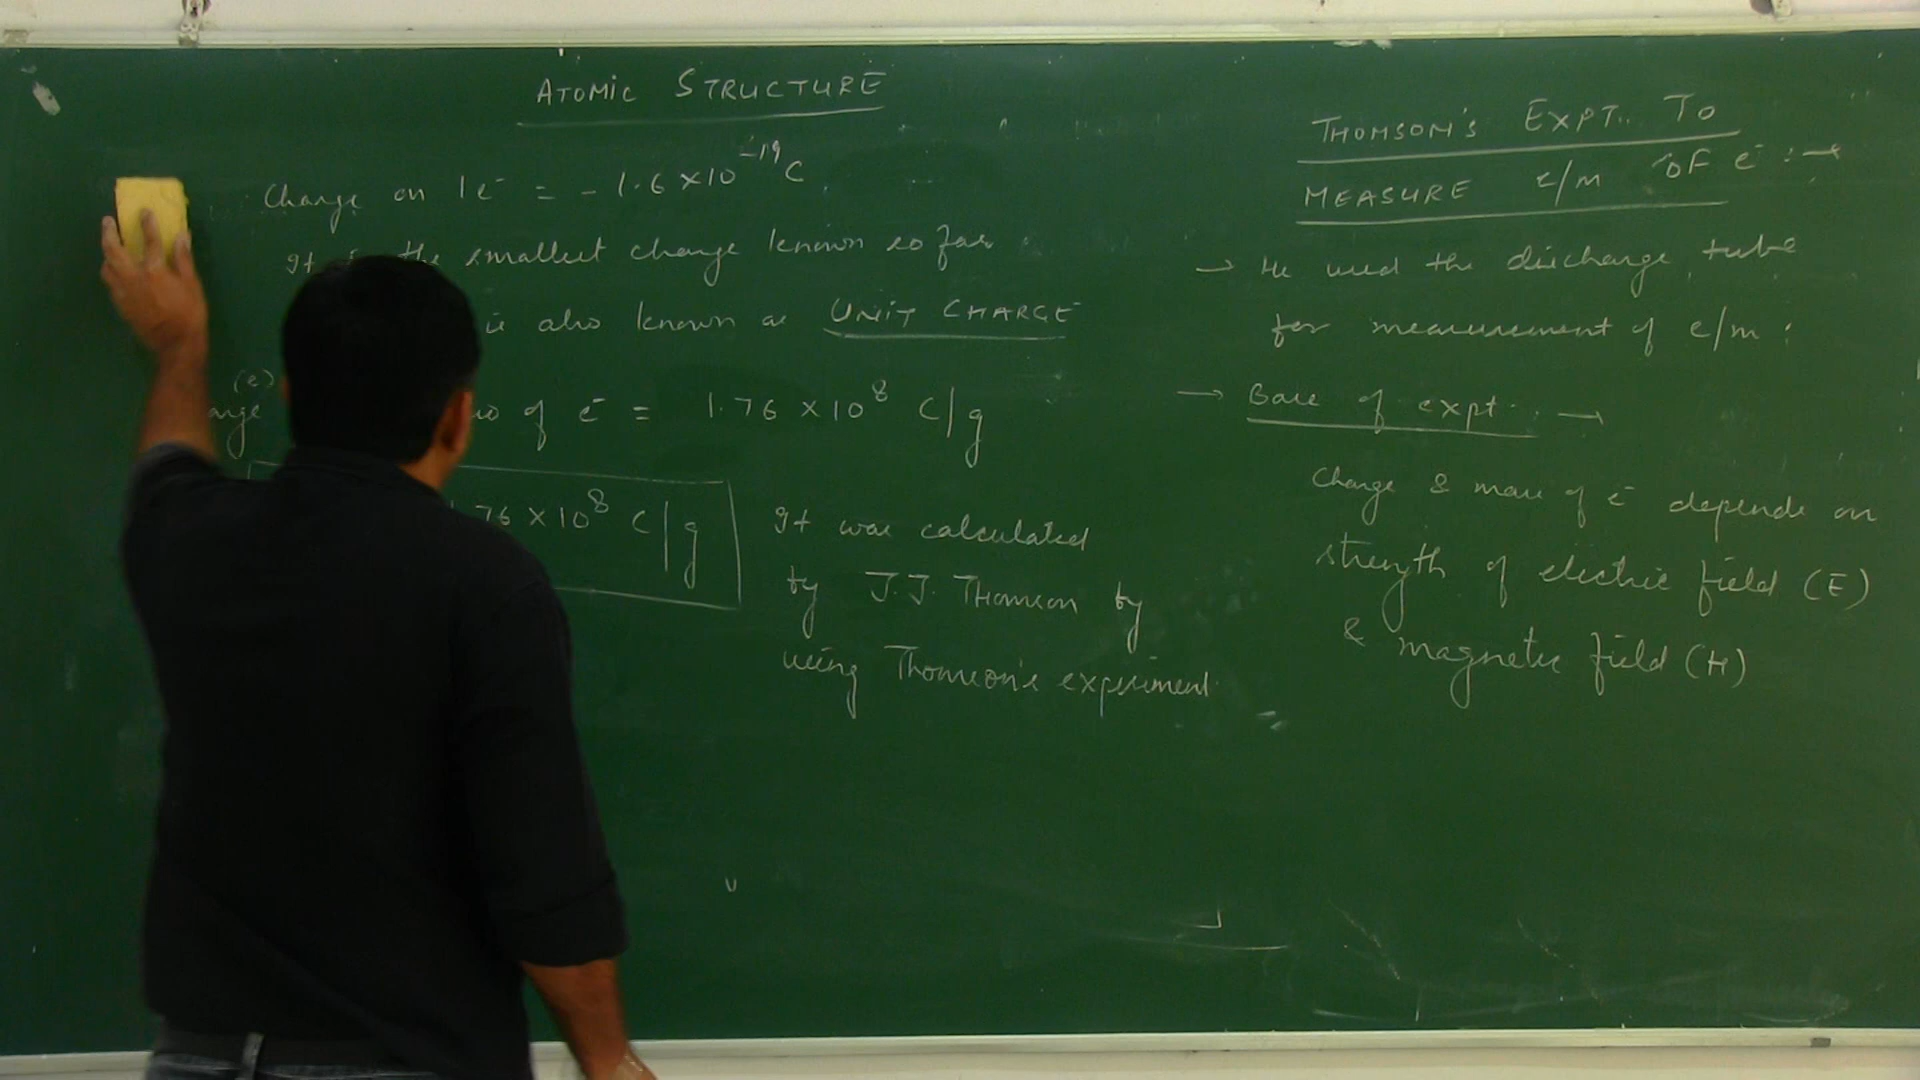 ATOMIC STRUCTURE
Charge on 1e⁻ = -1.6×10⁻¹⁹ C.
It is the smallest charge known so far.
is also known as UNIT CHARGE
(e)
of e⁻ = 1.76×10⁸ C/g
76×10⁸ C/g
It was calculated
by J.J. Thomson by
using Thomson's experiment.
THOMSON'S EXPT. TO
MEASURE e/m OF e⁻ :→
→ He used the discharge tube
for measurement of e/m :
→ Base of expt. : →
Charge & mass of e⁻ depends on
strength of electric field (E)
& magnetic field (H)